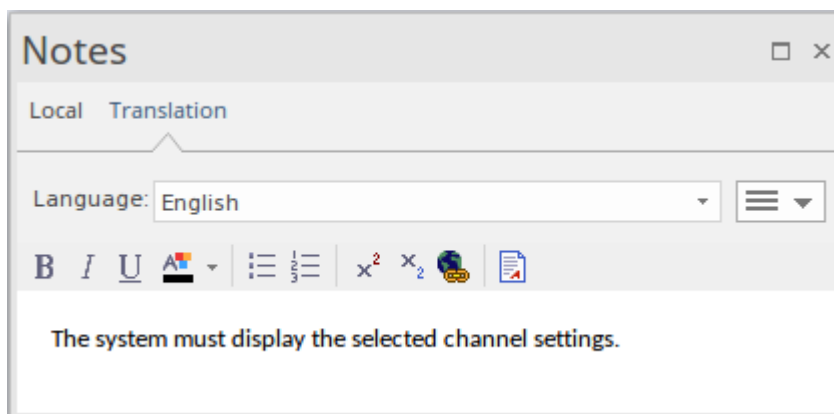 Notes
Local Translation
Language: English
B I U A x² x₂
The system must display the selected channel settings.